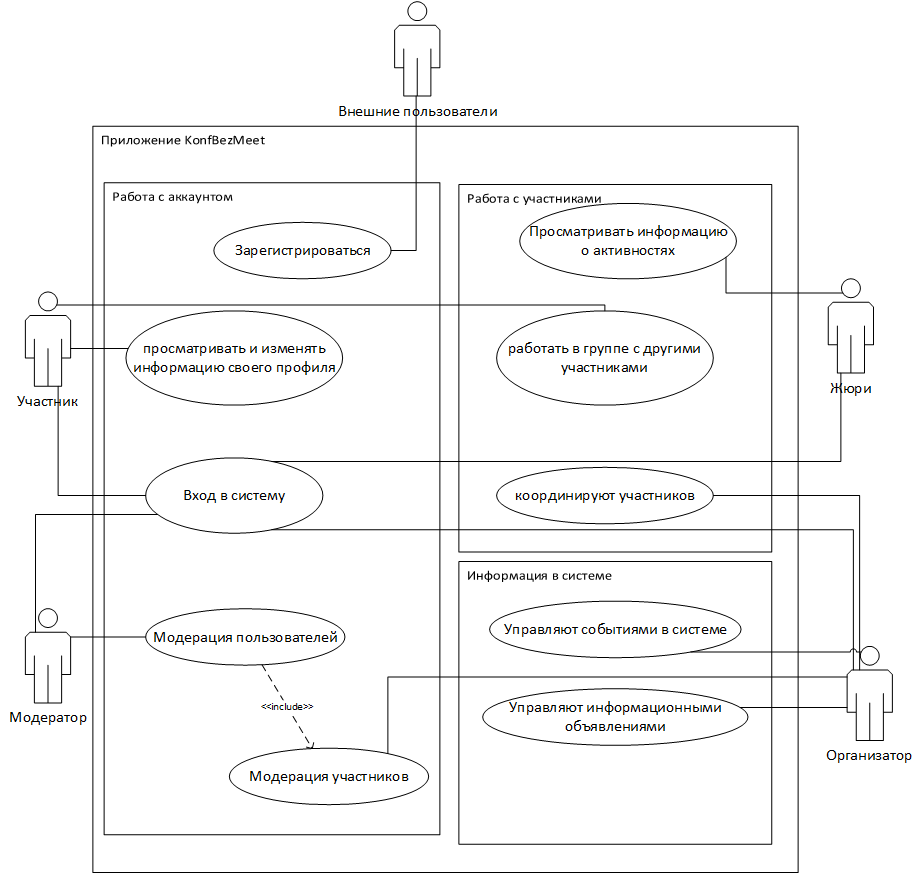 Внешние пользователи
Приложение KonfBezMeet
Работа с аккаунтом
Зарегистрироваться
просматривать и изменять
информацию своего профиля
Вход в систему
Модерация пользователей
<<include>>
Модерация участников
Работа с участниками
Просматривать информацию
о активностях
работать в группе с другими
участниками
координируют участников
Информация в системе
Управляют событиями в системе
Управляют информационными
объявлениями
Участник
Модератор
Жюри
Организатор